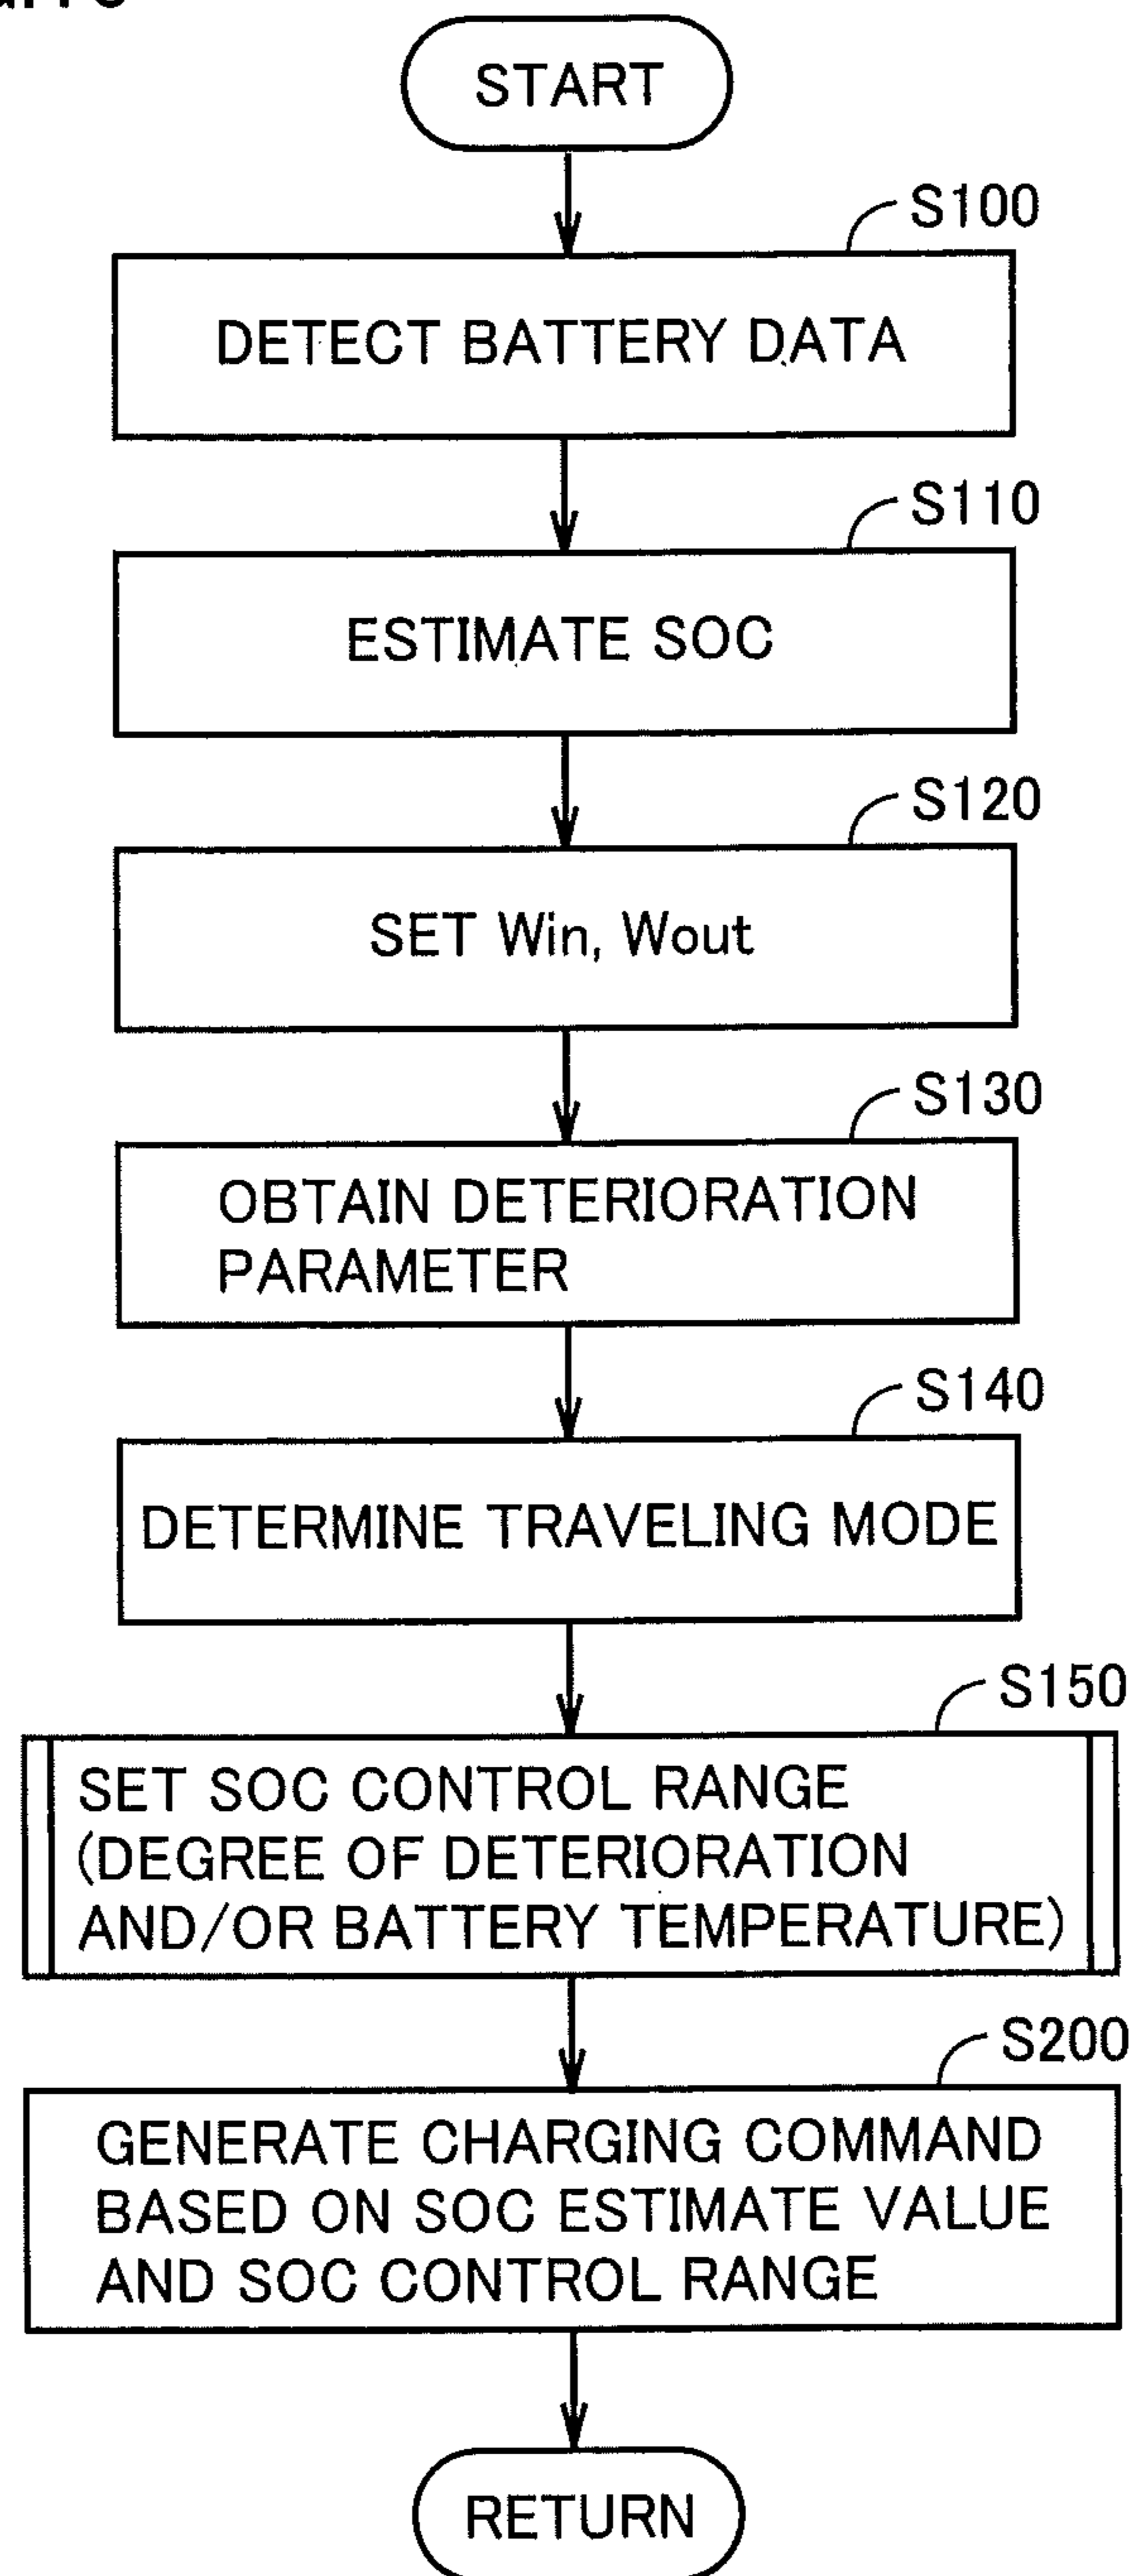 START
S100
DETECT BATTERY DATA
S110
ESTIMATE SOC
S120
SET Win, Wout
S130
OBTAIN DETERIORATION
PARAMETER
S140
DETERMINE TRAVELING MODE
S150
SET SOC CONTROL RANGE
(DEGREE OF DETERIORATION
AND/OR BATTERY TEMPERATURE)
S200
GENERATE CHARGING COMMAND
BASED ON SOC ESTIMATE VALUE
AND SOC CONTROL RANGE
RETURN